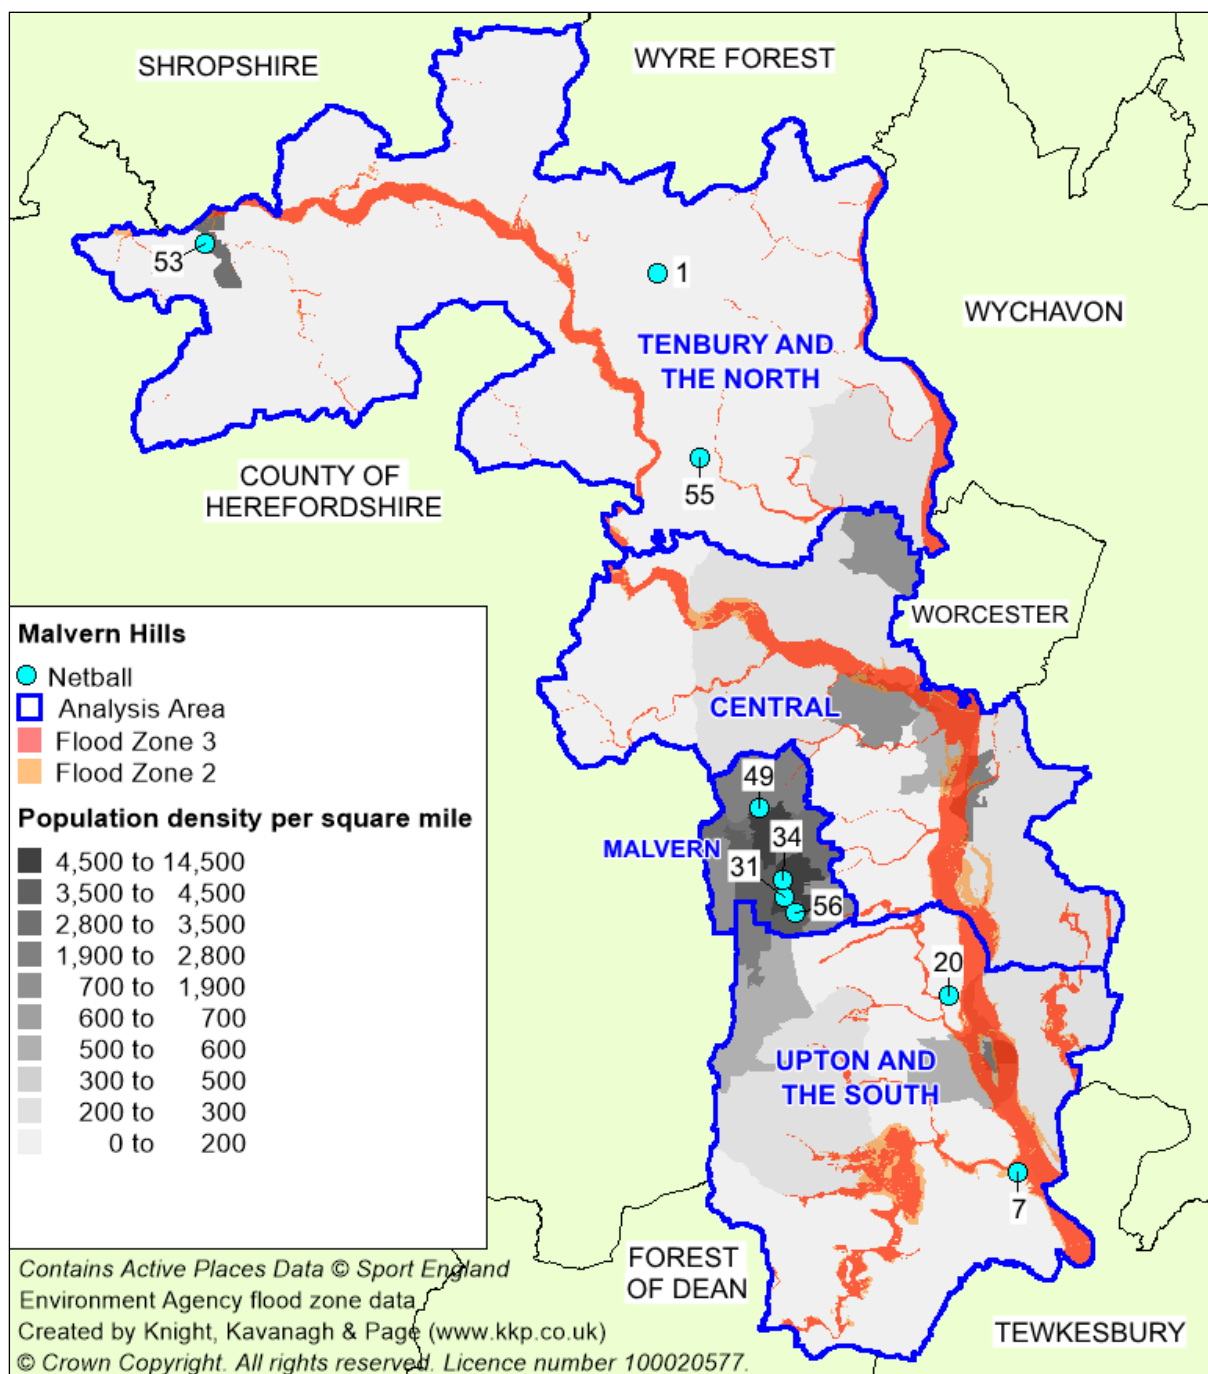 SHROPSHIRE
WYRE FOREST
53
1
WYCHAVON
TENBURY AND
THE NORTH
COUNTY OF
HEREFORDSHIRE
55
WORCESTER
Malvern Hills
Netball
Analysis Area
Flood Zone 3
Flood Zone 2
Population density per square mile
4,500 to 14,500
3,500 to 4,500
2,800 to 3,500
1,900 to 2,800
700 to 1,900
600 to 700
500 to 600
300 to 500
200 to 300
0 to 200
CENTRAL
49
34
MALVERN
31
56
20
UPTON AND
THE SOUTH
7
FOREST
OF DEAN
TEWKESBURY
Contains Active Places Data © Sport England
Environment Agency flood zone data
Created by Knight, Kavanagh & Page (www.kkp.co.uk)
© Crown Copyright. All rights reserved. Licence number 100020577.